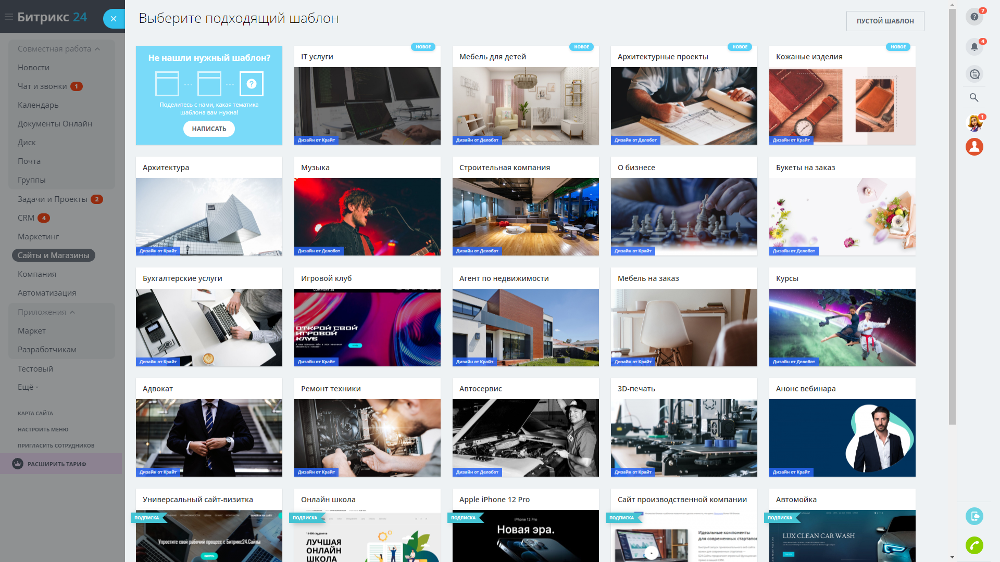 Битрикс 24
Выберите подходящий шаблон
ПУСТОЙ ШАБЛОН
7
4
1
Совместная работа
Новости
Чат и звонки 1
Календарь
Документы Онлайн
Диск
Почта
Группы
Задачи и Проекты 2
CRM 4
Маркетинг
Сайты и Магазины
Компания
Автоматизация
Приложения
Маркет
Разработчикам
Тестовый
Ещё
КАРТА САЙТА
НАСТРОИТЬ МЕНЮ
ПРИГЛАСИТЬ СОТРУДНИКОВ
РАСШИРИТЬ ТАРИФ
Не нашли нужный шаблон?
?
Поделитесь с нами, какая тематика
шаблона вам нужна!
НАПИСАТЬ
НОВОЕ
IT услуги
Дизайн от Крайт
НОВОЕ
Мебель для детей
DREAM
BIG
Дизайн от Делобот
НОВОЕ
Архитектурные проекты
Дизайн от Делобот
НОВОЕ
Кожаные изделия
Дизайн от Крайт
Архитектура
Дизайн от Крайт
Музыка
Дизайн от Делобот
Строительная компания
Дизайн от Делобот
О бизнесе
Дизайн от Крайт
Букеты на заказ
Дизайн от Делобот
Бухгалтерские услуги
Дизайн от Крайт
Игровой клуб
COMPANY 24
ОТКРОЙ СВОЙ
ИГРОВОЙ
КЛУБ
Дизайн от Крайт
Агент по недвижимости
Дизайн от Крайт
Мебель на заказ
Дизайн от Крайт
Курсы
Дизайн от Делобот
Адвокат
Дизайн от Крайт
Ремонт техники
Дизайн от Крайт
Автосервис
Дизайн от Делобот
3D-печать
Дизайн от Крайт
Анонс вебинара
Дизайн от Крайт
Универсальный сайт-визитка
ПОДПИСКА
Упростите свой рабочий процесс с Битрикс24.Сайты
Онлайн школа
ПОДПИСКА
15 000 студентов
ЛУЧШАЯ
ОНЛАЙН
ШКОЛА
Apple iPhone 12 Pro
ПОДПИСКА
iPhone 12 Pro
Новая эра.
Сайт производственной компании
ПОДПИСКА
Идеальные компоненты
для современных стартапов
Автомойка
ПОДПИСКА
LUX CLEAN CAR WASH